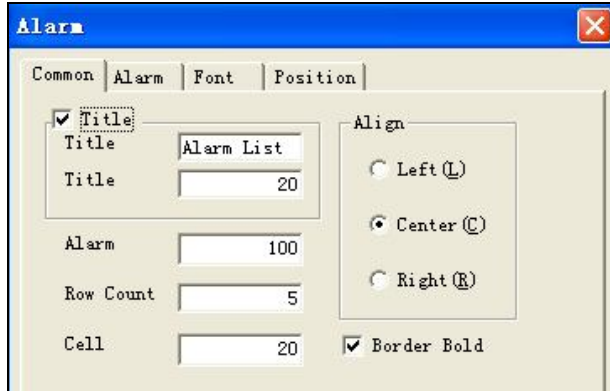 Alarm
Common Alarm Font Position
Title
Title Alarm List
Title 20
Alarm 100
Row Count 5
Cell 20
Align
Left(L)
Center(C)
Right(R)
Border Bold